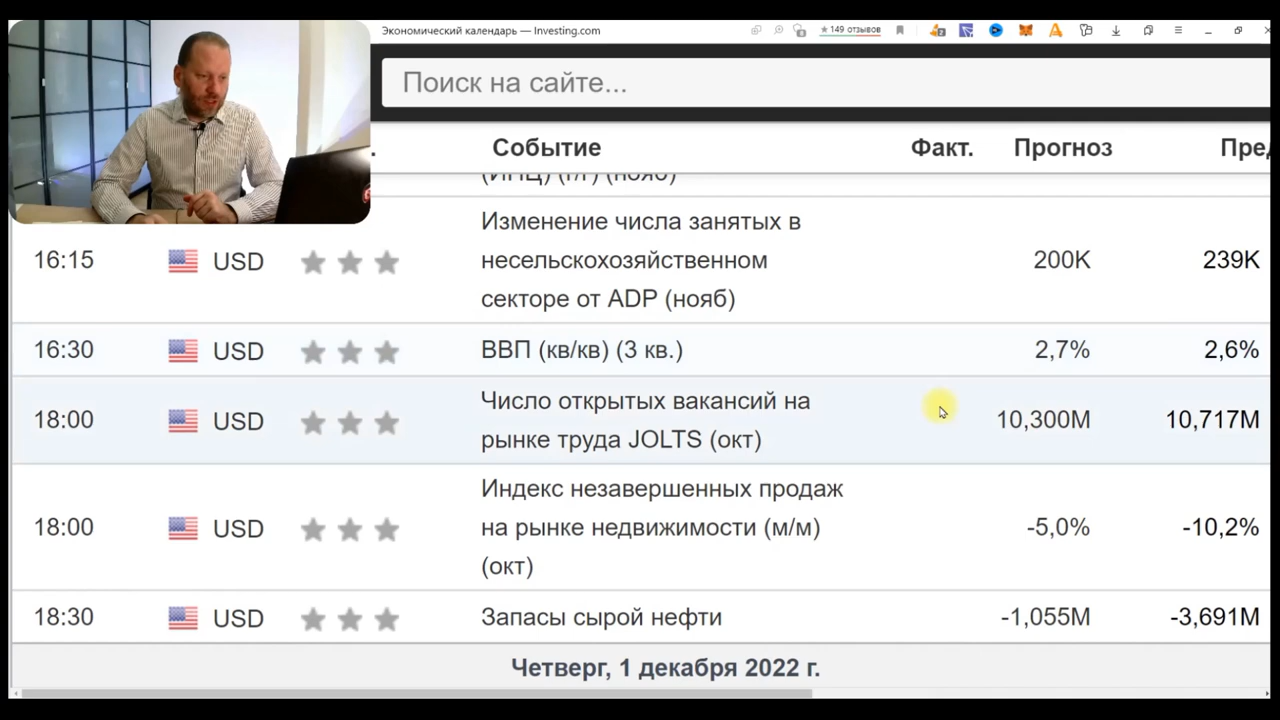 Экономический календарь — Investing.com
149 отзывов
Поиск на сайте...
Событие Факт. Прогноз
(ИПЦ) (г/г) (нояб)
16:15 USD Изменение числа занятых в
несельскохозяйственном
секторе от ADP (нояб) 200K 239K
16:30 USD ВВП (кв/кв) (3 кв.) 2,7% 2,6%
18:00 USD Число открытых вакансий на
рынке труда JOLTS (окт) 10,300M 10,717M
18:00 USD Индекс незавершенных продаж
на рынке недвижимости (м/м)
(окт) -5,0% -10,2%
18:30 USD Запасы сырой нефти -1,055M -3,691M
Четверг, 1 декабря 2022 г.